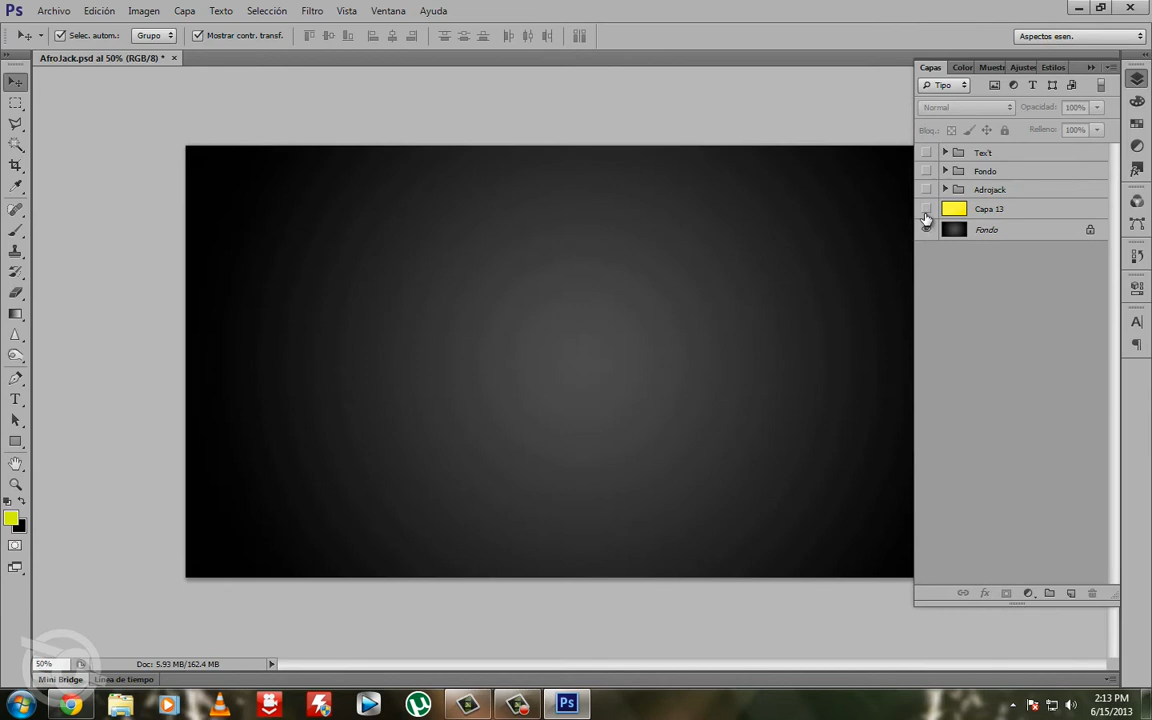 Ps Archivo Edición Imagen Capa Texto Selección Filtro Vista Ventana Ayuda
Selec. autom.: Grupo Mostrar contr. transf. Aspectos esen.
AfroJack.psd al 50% (RGB/8) * ×
Capas Color Muestr Ajustes Estilos
Tipo
Normal Opacidad: 100%
Bloq.: Relleno: 100%
Tex't
Fondo
Adrojack
Capa 13
Fondo
50% Doc: 5.93 MB/162.4 MB
Mini Bridge Línea de tiempo
Ps
2:13 PM
6/15/2013